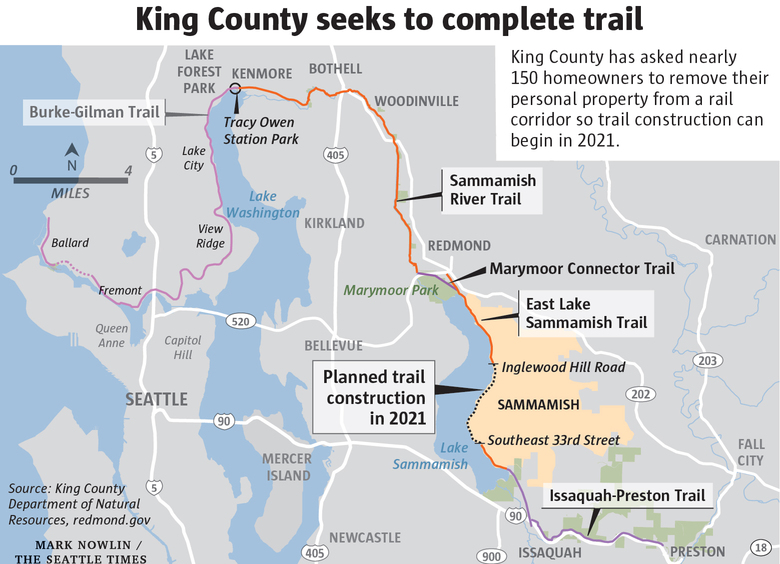 King County seeks to complete trail
King County has asked nearly
150 homeowners to remove their
personal property from a rail
corridor so trail construction can
begin in 2021.
LAKE
FOREST
PARK
KENMORE
BOTHELL
WOODINVILLE
Burke-Gilman Trail
Tracy Owen
Station Park
5
N
0
4
MILES
Lake
City
405
Sammamish
River Trail
Lake
Washington
KIRKLAND
View
Ridge
Ballard
REDMOND
CARNATION
Marymoor Connector Trail
Marymoor Park
Fremont
East Lake
Sammamish Trail
Queen
Anne
520
Capitol
Hill
BELLEVUE
203
Inglewood Hill Road
Planned trail
construction
in 2021
202
SEATTLE
SAMMAMISH
90
Southeast 33rd Street
Lake
Sammamish
FALL
CITY
MERCER
ISLAND
5
Source: King County
Department of Natural
Resources, redmond.gov
Issaquah-Preston Trail
90
MARK NOWLIN /
THE SEATTLE TIMES
NEWCASTLE
405
900
ISSAQUAH
PRESTON
18